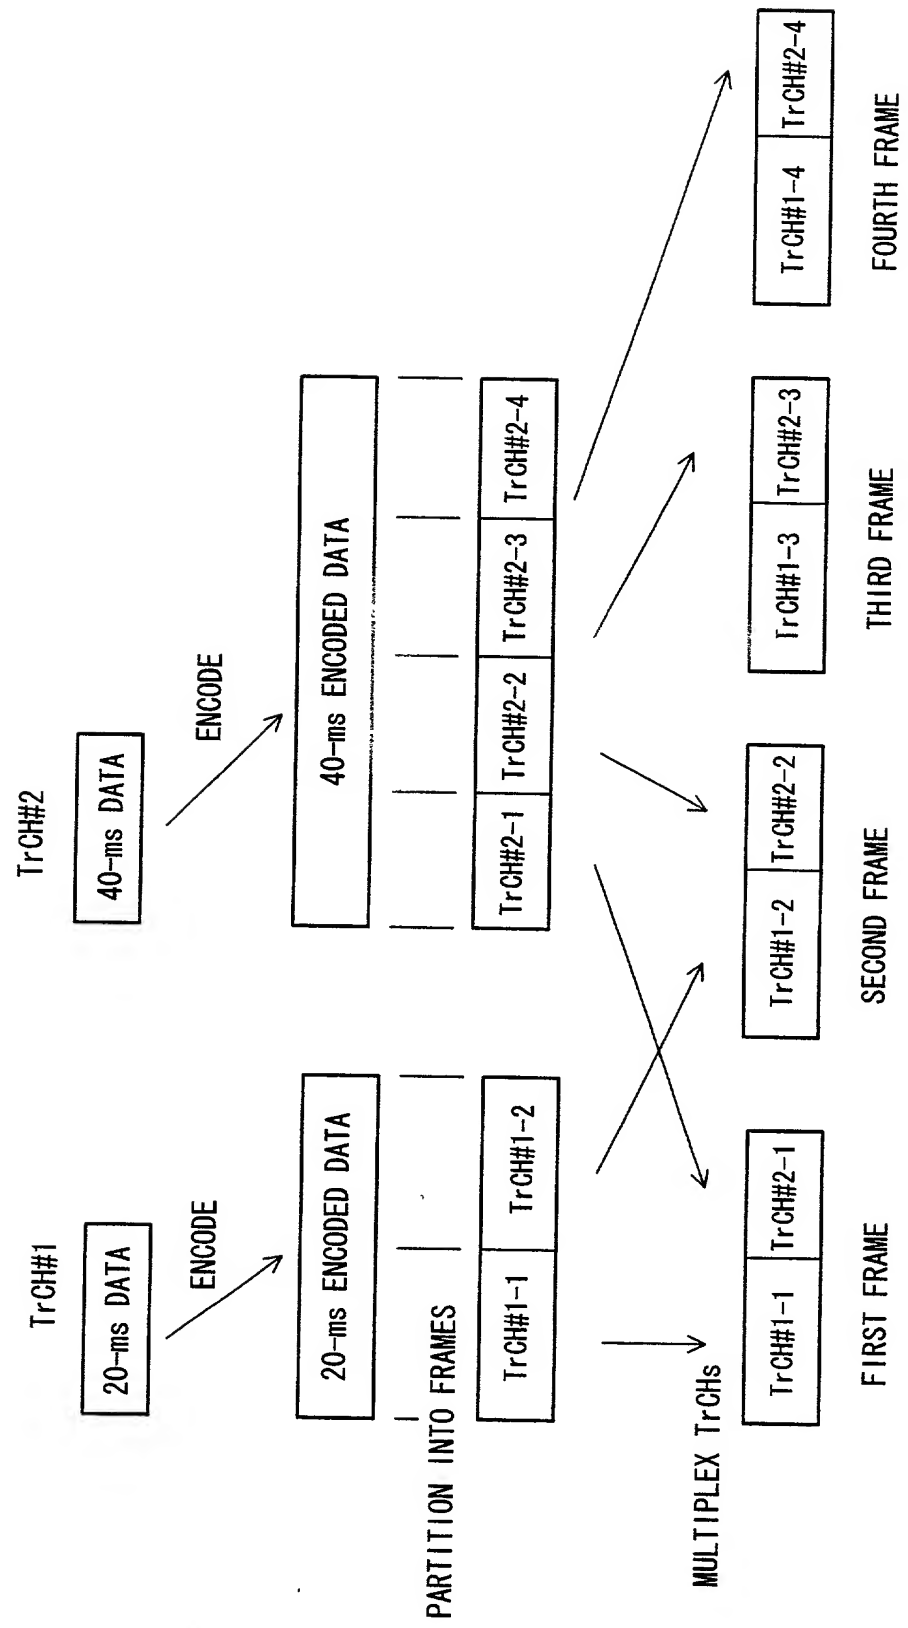 TrCH#1
TrCH#2
20-ms DATA
40-ms DATA
ENCODE
ENCODE
20-ms ENCODED DATA
40-ms ENCODED DATA
PARTITION INTO FRAMES
TrCH#1-1
TrCH#1-2
TrCH#2-1
TrCH#2-2
TrCH#2-3
TrCH#2-4
MULTIPLEX TrCHs
TrCH#1-1
TrCH#2-1
TrCH#1-2
TrCH#2-2
TrCH#1-3
TrCH#2-3
TrCH#1-4
TrCH#2-4
FIRST FRAME
SECOND FRAME
THIRD FRAME
FOURTH FRAME